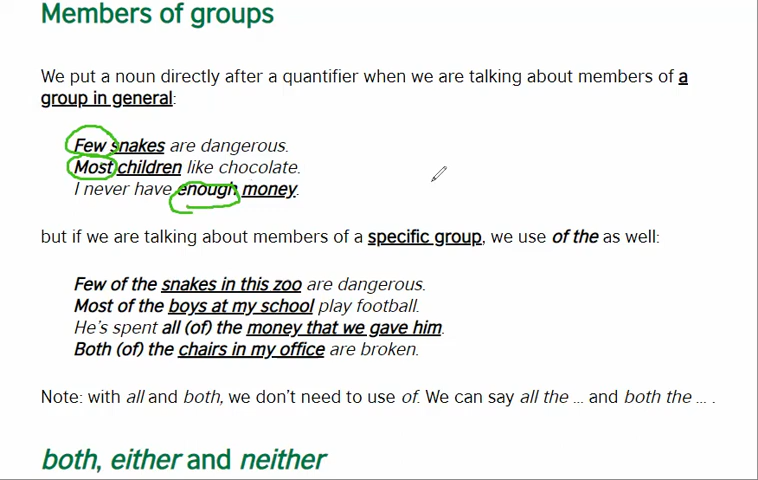 Members of groups
We put a noun directly after a quantifier when we are talking about members of a
group in general:
Few snakes are dangerous.
Most children like chocolate.
I never have enough money.
but if we are talking about members of a specific group, we use of the as well:
Few of the snakes in this zoo are dangerous.
Most of the boys at my school play football.
He's spent all (of) the money that we gave him.
Both (of) the chairs in my office are broken.
Note: with all and both, we don't need to use of. We can say all the ... and both the ... .
both, either and neither